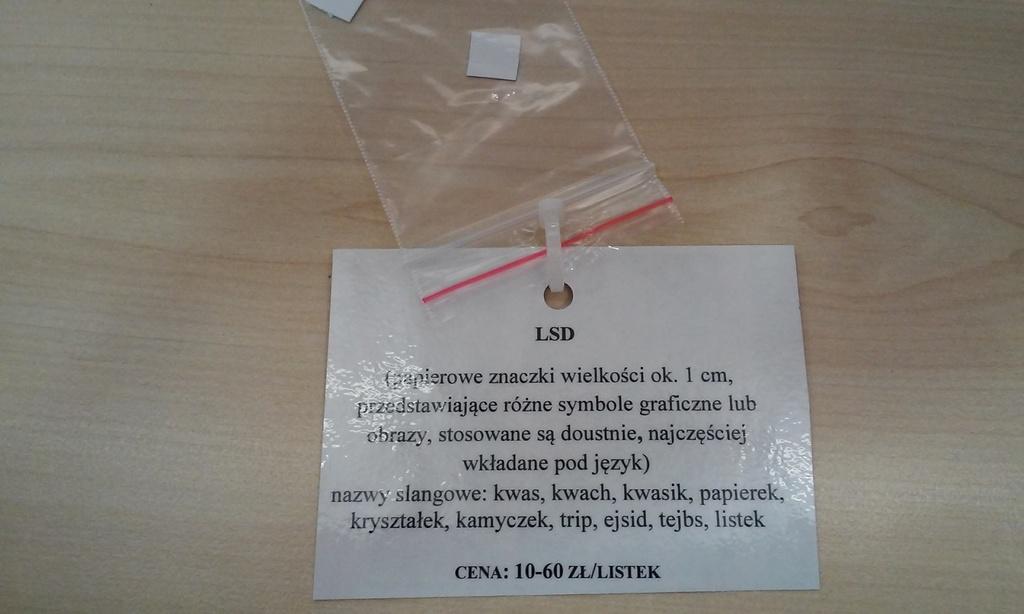 LSD
(papierowe znaczki wielkości ok. 1 cm,
przedstawiające różne symbole graficzne lub
obrazy, stosowane są doustnie, najczęściej
wkładane pod język)
nazwy slangowe: kwas, kwach, kwasik, papierek,
kryształek, kamyczek, trip, ejsid, tejbs, listek
CENA: 10-60 ZŁ/LISTEK